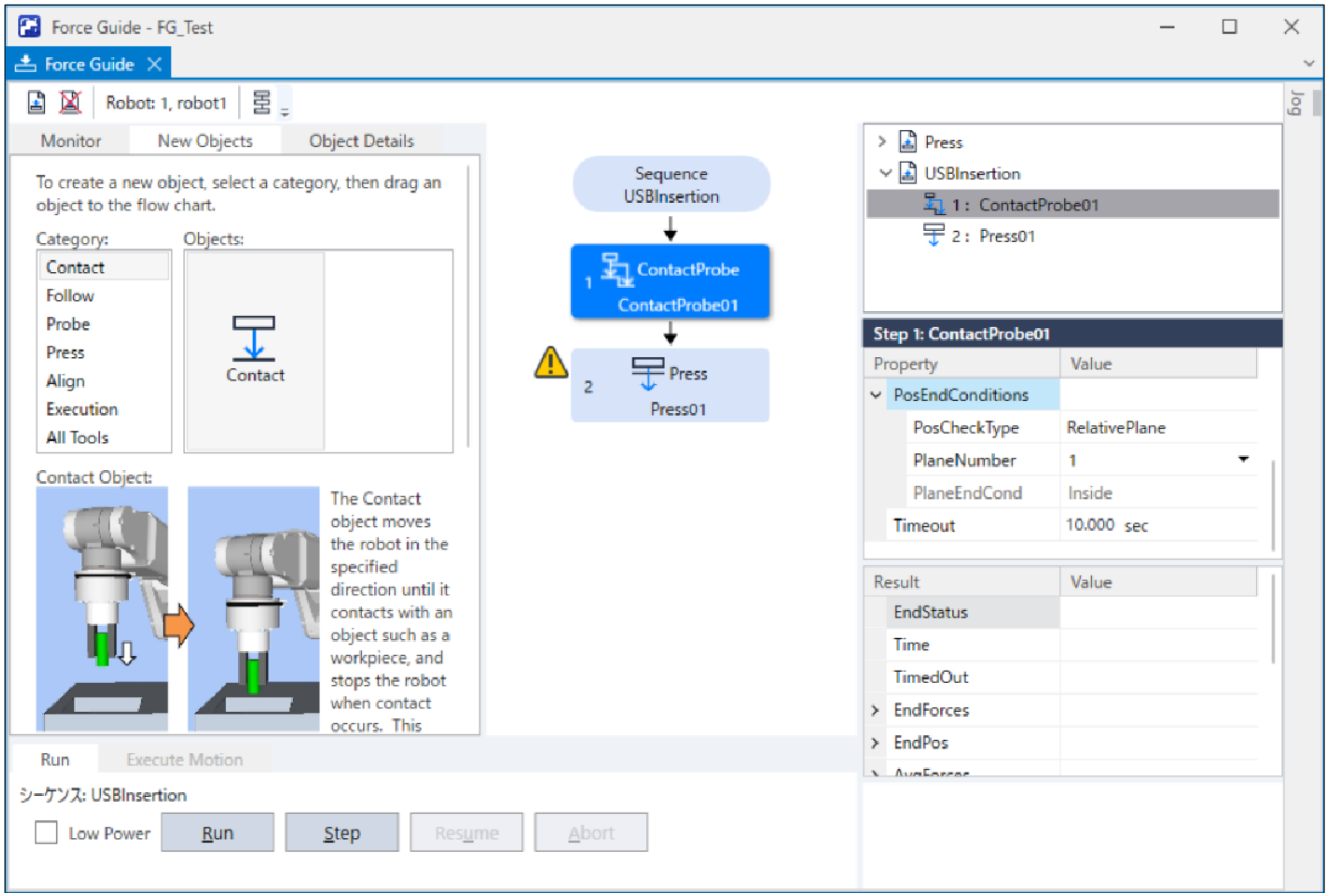 Force Guide - FG_Test
Force Guide
Robot: 1, robot1
Jog
Monitor
New Objects
Object Details
To create a new object, select a category, then drag an
object to the flow chart.
Category:
Objects:
Contact
Follow
Probe
Press
Align
Execution
All Tools
Contact
Contact Object:
The Contact
object moves
the robot in the
specified
direction until it
contacts with an
object such as a
workpiece, and
stops the robot
when contact
occurs. This
Sequence
USBInsertion
1
ContactProbe
ContactProbe01
2
Press
Press01
Press
USBInsertion
1 : ContactProbe01
2 : Press01
Step 1: ContactProbe01
Property Value
PosEndConditions
PosCheckType RelativePlane
PlaneNumber 1
PlaneEndCond Inside
Timeout 10.000 sec
Result Value
EndStatus
Time
TimedOut
EndForces
EndPos
AvgForces
Run
Execute Motion
シーケンス: USBInsertion
Low Power
Run
Step
Resume
Abort